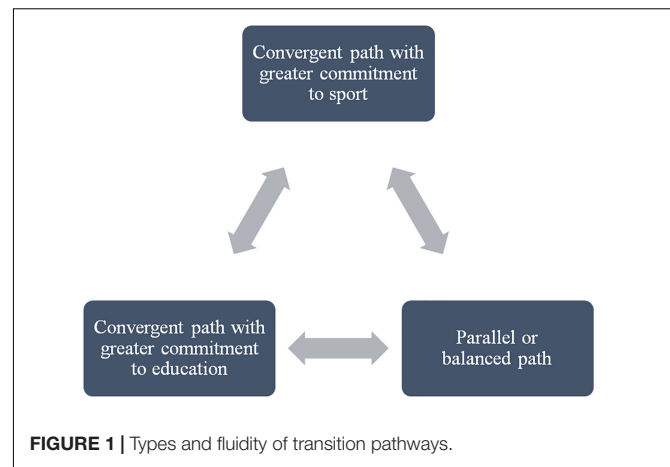 Convergent path with
greater commitment
to sport
Convergent path with
greater commitment
to education
Parallel or
balanced path
FIGURE 1 | Types and fluidity of transition pathways.